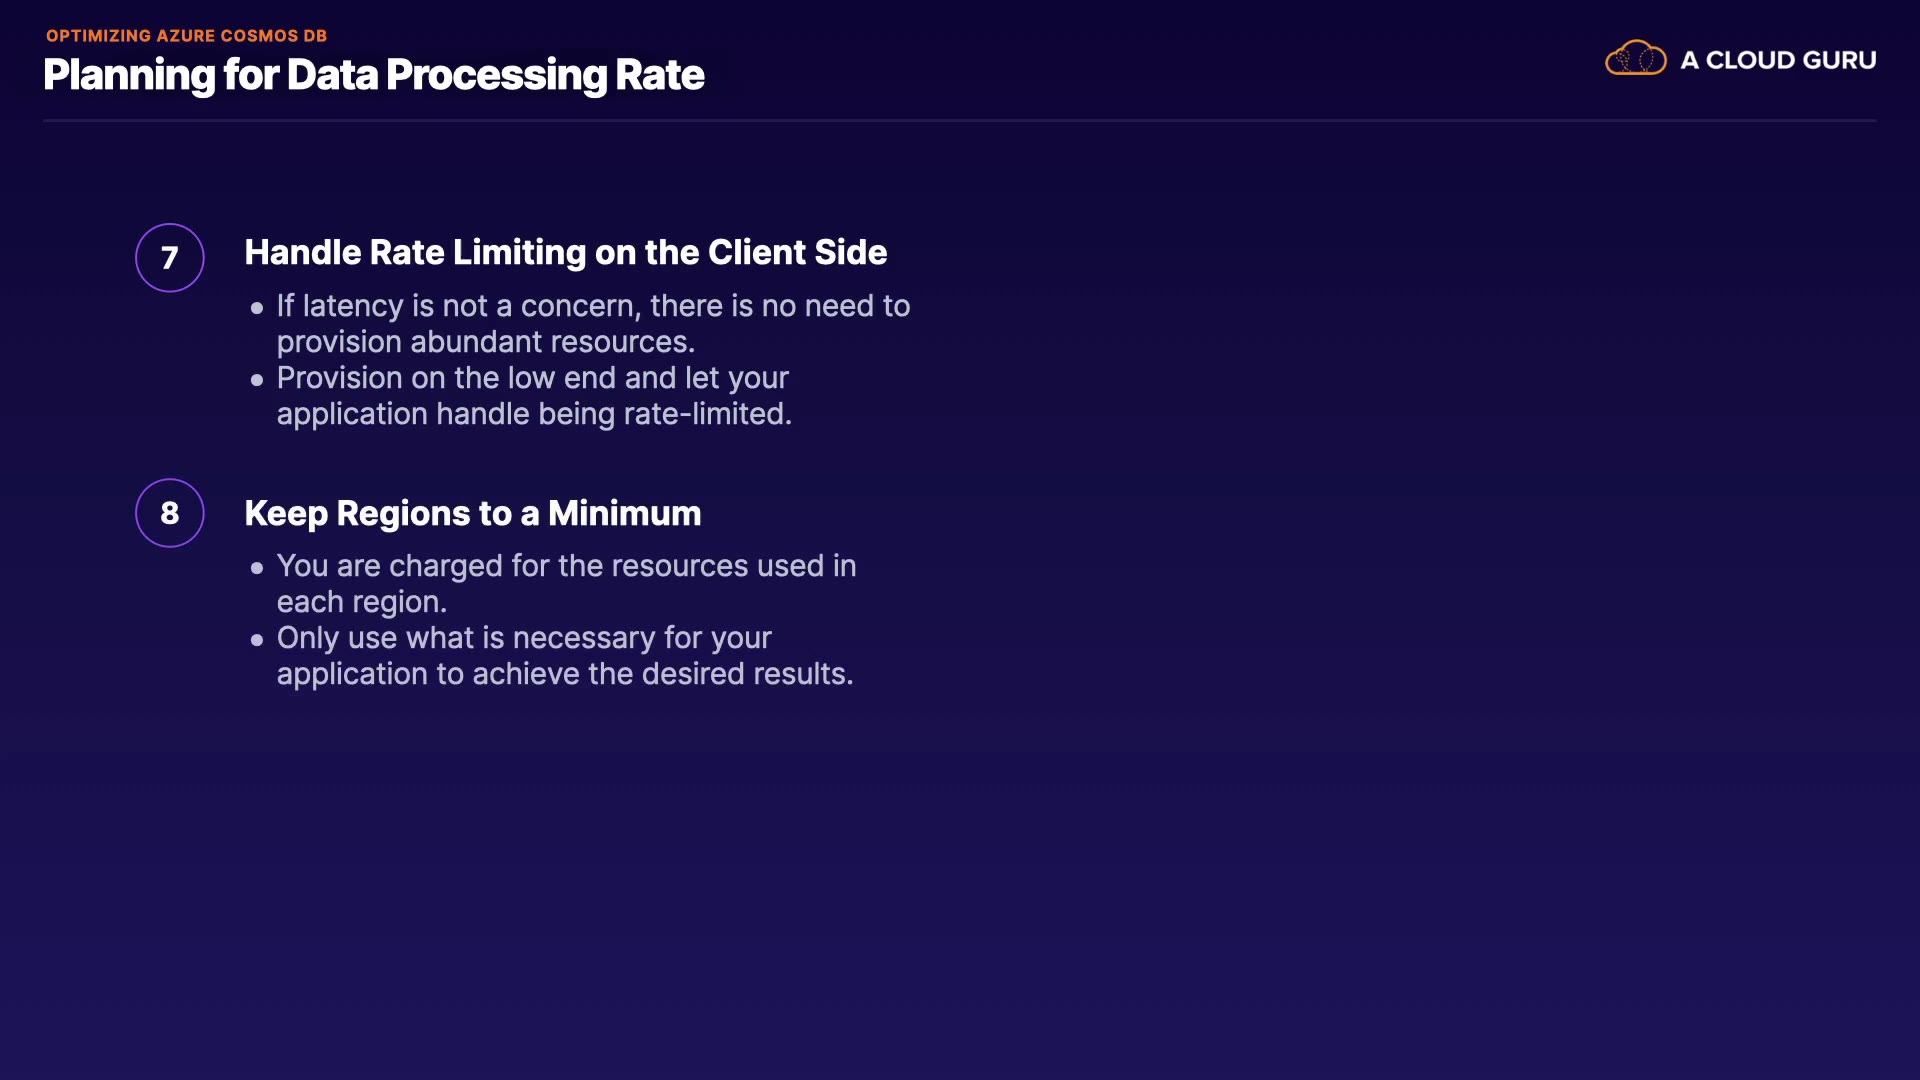 OPTIMIZING AZURE COSMOS DB
Planning for Data Processing Rate
A CLOUD GURU
7
Handle Rate Limiting on the Client Side
• If latency is not a concern, there is no need to
provision abundant resources.
• Provision on the low end and let your
application handle being rate-limited.
8
Keep Regions to a Minimum
• You are charged for the resources used in
each region.
• Only use what is necessary for your
application to achieve the desired results.